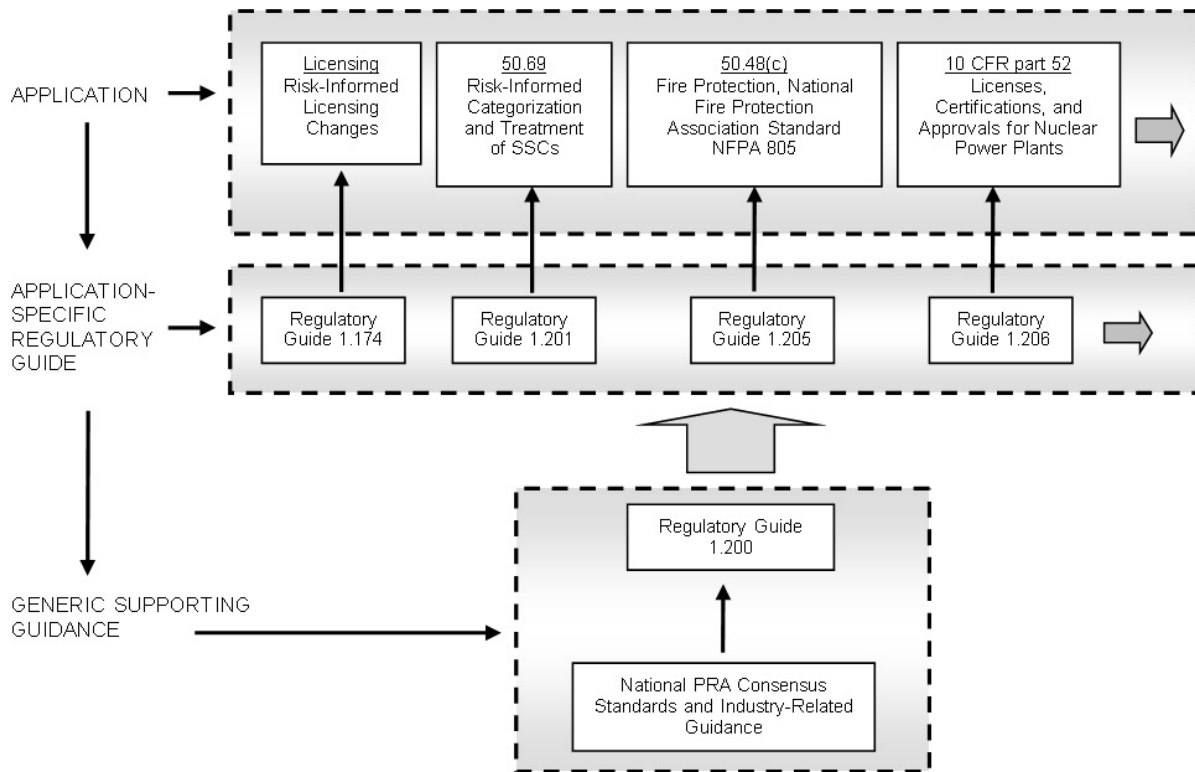 APPLICATION
Licensing
Risk-Informed
Licensing
Changes
50.69
Risk-Informed
Categorization
and Treatment
of SSCs
50.48(c)
Fire Protection, National
Fire Protection
Association Standard
NFPA 805
10 CFR part 52
Licenses,
Certifications, and
Approvals for Nuclear
Power Plants
APPLICATION-
SPECIFIC
REGULATORY
GUIDE
Regulatory
Guide 1.174
Regulatory
Guide 1.201
Regulatory
Guide 1.205
Regulatory
Guide 1.206
GENERIC SUPPORTING
GUIDANCE
Regulatory Guide
1.200
National PRA Consensus
Standards and Industry-Related
Guidance